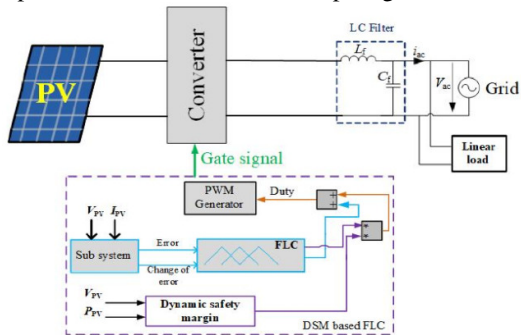 PV
Converter
LC Filter
Lf
Cf
iac
Vac
Grid
Linear
load
Gate signal
PWM
Generator
Duty
+
+
VPV IPV
Sub system
Error
Change of
error
FLC
*
*
VPV
PPV
Dynamic safety
margin
DSM based FLC